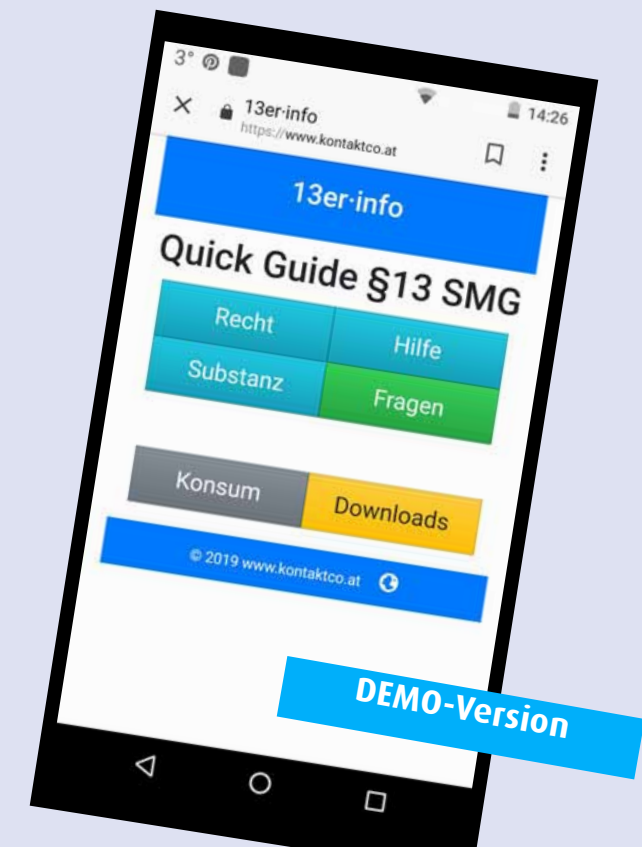 3°
14:26
13er·info
https://www.kontaktco.at
13er·info
Quick Guide §13 SMG
Recht Hilfe
Substanz Fragen
Konsum Downloads
© 2019 www.kontaktco.at
DEMO-Version